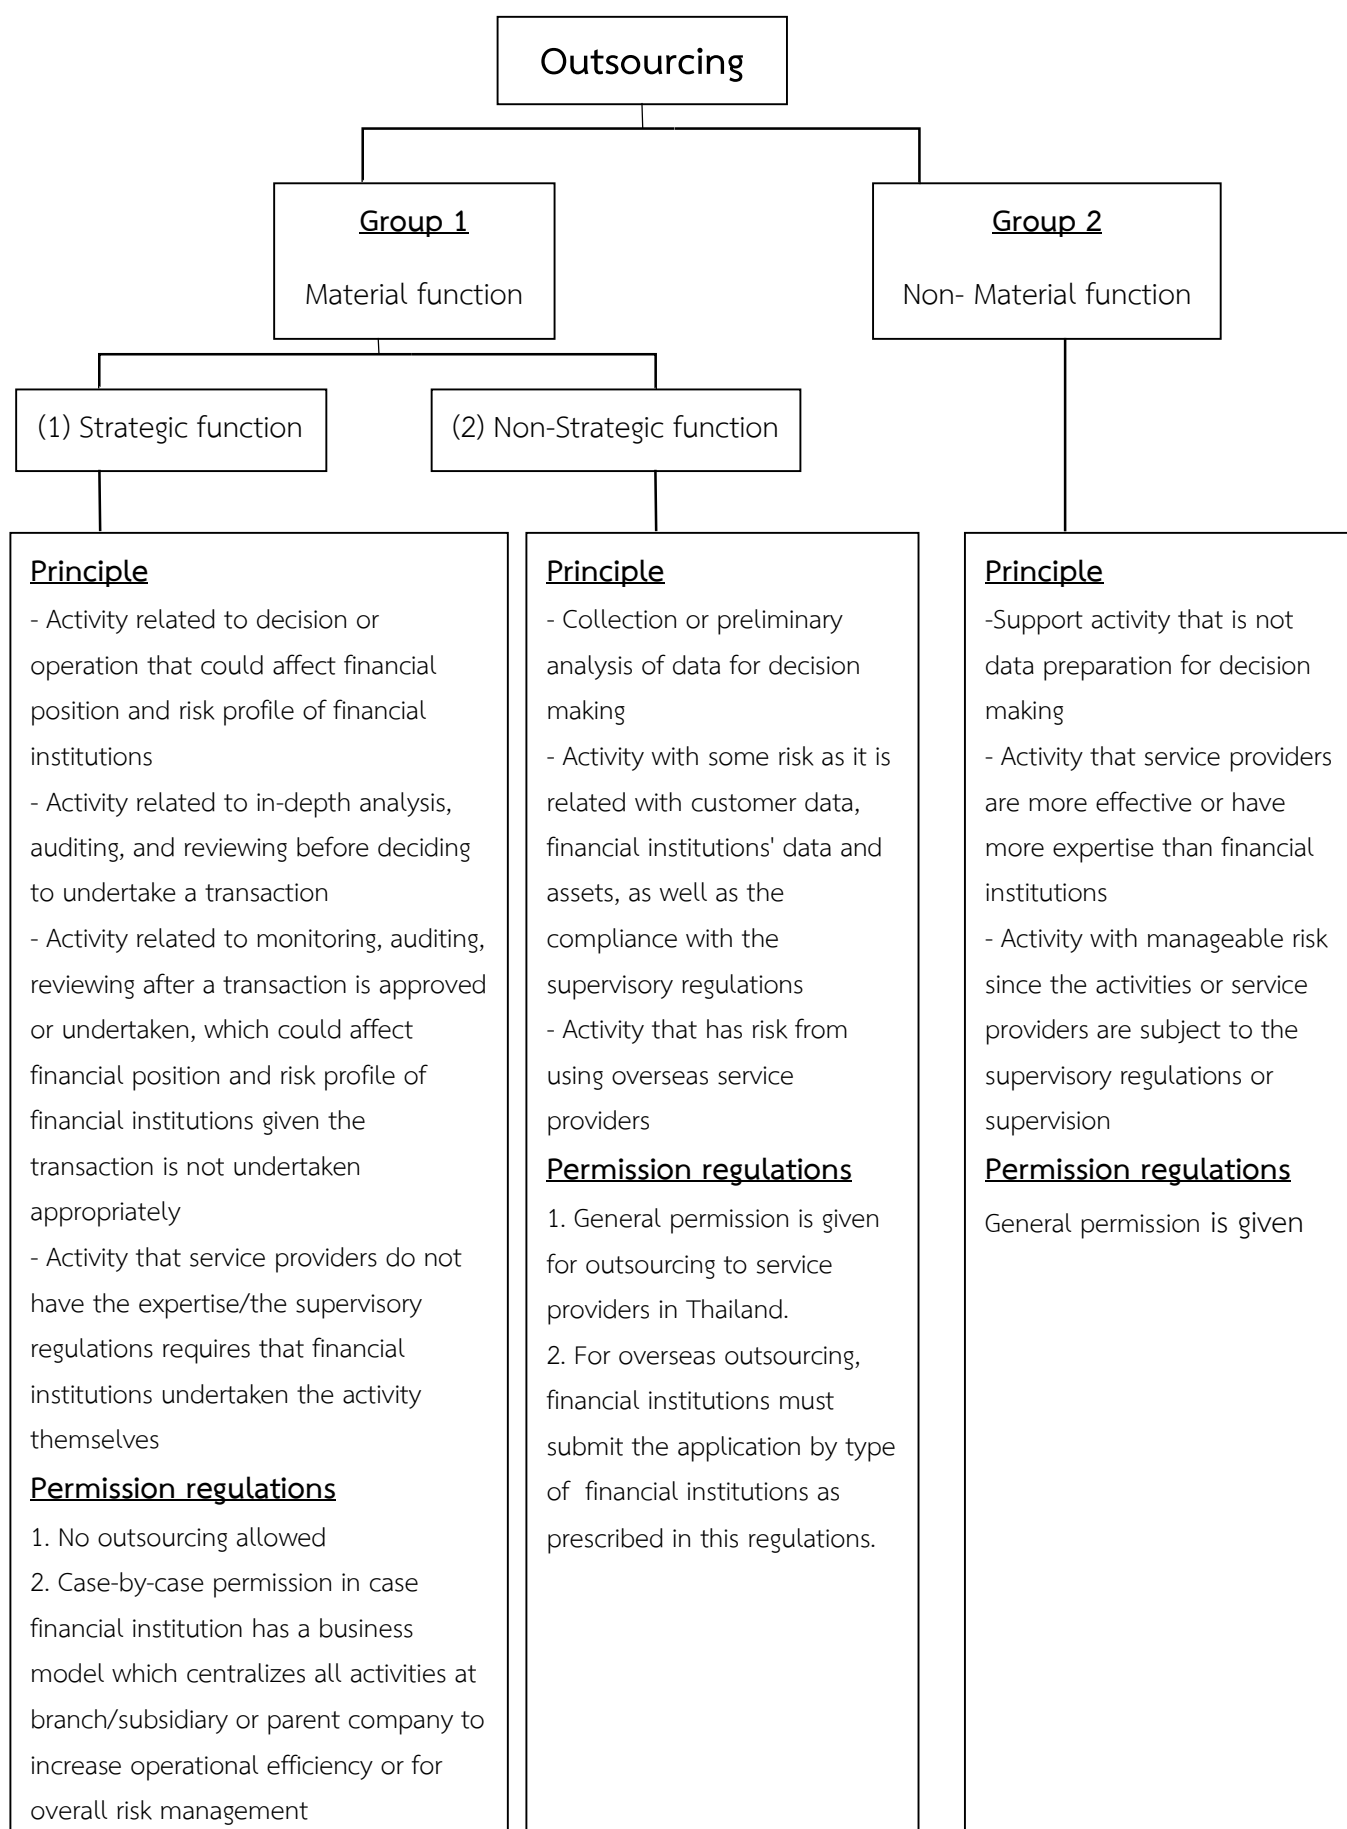 Outsourcing
Group 1
Material function
Group 2
Non- Material function
(1) Strategic function
(2) Non-Strategic function
Principle
- Activity related to decision or
operation that could affect financial
position and risk profile of financial
institutions
- Activity related to in-depth analysis,
auditing, and reviewing before deciding
to undertake a transaction
- Activity related to monitoring, auditing,
reviewing after a transaction is approved
or undertaken, which could affect
financial position and risk profile of
financial institutions given the
transaction is not undertaken
appropriately
- Activity that service providers do not
have the expertise/the supervisory
regulations requires that financial
institutions undertaken the activity
themselves
Permission regulations
1. No outsourcing allowed
2. Case-by-case permission in case
financial institution has a business
model which centralizes all activities at
branch/subsidiary or parent company to
increase operational efficiency or for
overall risk management
Principle
- Collection or preliminary
analysis of data for decision
making
- Activity with some risk as it is
related with customer data,
financial institutions' data and
assets, as well as the
compliance with the
supervisory regulations
- Activity that has risk from
using overseas service
providers
Permission regulations
1. General permission is given
for outsourcing to service
providers in Thailand.
2. For overseas outsourcing,
financial institutions must
submit the application by type
of financial institutions as
prescribed in this regulations.
Principle
-Support activity that is not
data preparation for decision
making
- Activity that service providers
are more effective or have
more expertise than financial
institutions
- Activity with manageable risk
since the activities or service
providers are subject to the
supervisory regulations or
supervision
Permission regulations
General permission is given